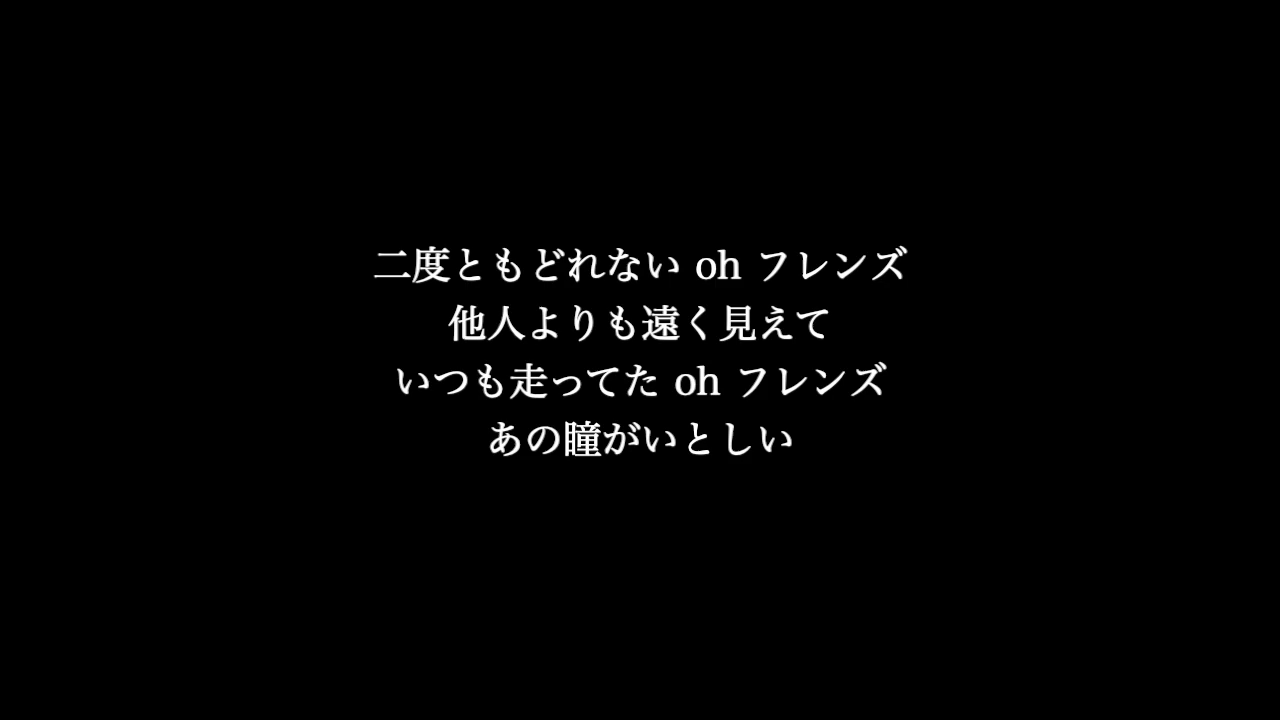 二度ともどれない oh フレンズ
他人よりも遠く見えて
いつも走ってた oh フレンズ
あの瞳がいとしい